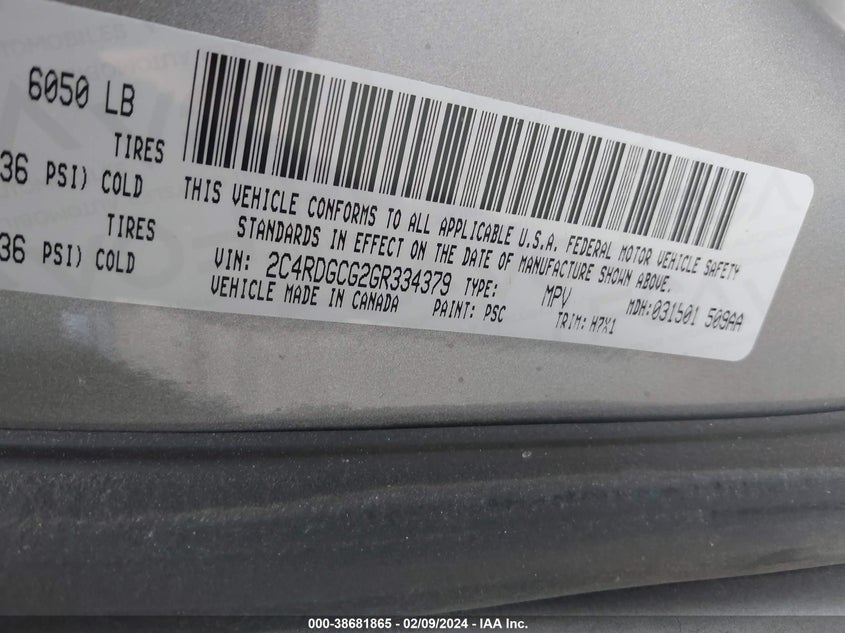 6050 LB
TIRES
36 PSI) COLD
TIRES
36 PSI) COLD
THIS VEHICLE CONFORMS TO ALL APPLICABLE U.S.A. FEDERAL MOTOR VEHICLE SAFETY
STANDARDS IN EFFECT ON THE DATE OF MANUFACTURE SHOWN ABOVE.
VIN: 2C4RDGCG2GR334379 TYPE: MPV MDH:031501 509AA
VEHICLE MADE IN CANADA PAINT: PSC TRIM: H7X1
000-38681865 - 02/09/2024 - IAA Inc.